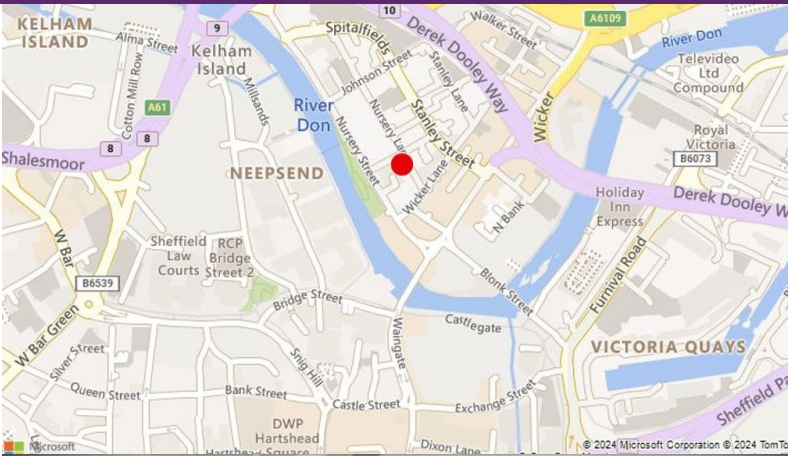 KELHAM
ISLAND
Alma Street
Cotton Mill Row
A61
9
10
8
8
Shalesmoor
Kelham
Island
Millsands
Spitalfields
Johnson Street
Nursery Street
Stanley Lane
Stanley Street
Walker Street
Derek Dooley Way
A6109
River Don
Televideo
Ltd
Compound
Royal
Victoria
B6073
River
Don
NEEPSEND
Wicker Lane
Wicker
N Bank
Holiday
Inn
Express
Derek Dooley W
W Bar
Sheffield
Law
Courts
RCP
Bridge
Street 2
B6539
W Bar Green
Bridge Street
Blonk Street
Furnival Road
Castlegate
Waingate
Snig Hill
Silver Street
Queen Street
Bank Street
Castle Street
Exchange Street
VICTORIA QUAYS
Sheffield Pa
DWP
Hartshead
Square
Dixon Lane
Microsoft
© 2024 Microsoft Corporation © 2024 TomTo